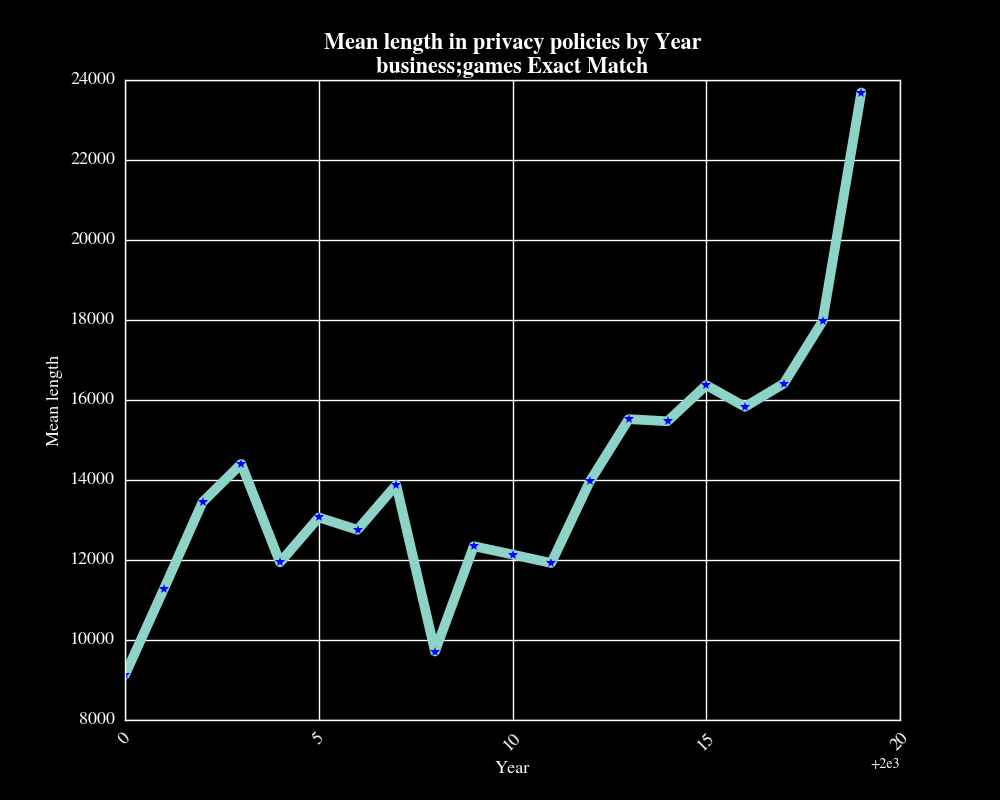 Mean length in privacy policies by Year
business;games Exact Match
24000
22000
20000
18000
16000
14000
12000
10000
8000
Mean length
0
5
10
15
20
Year
+2e3